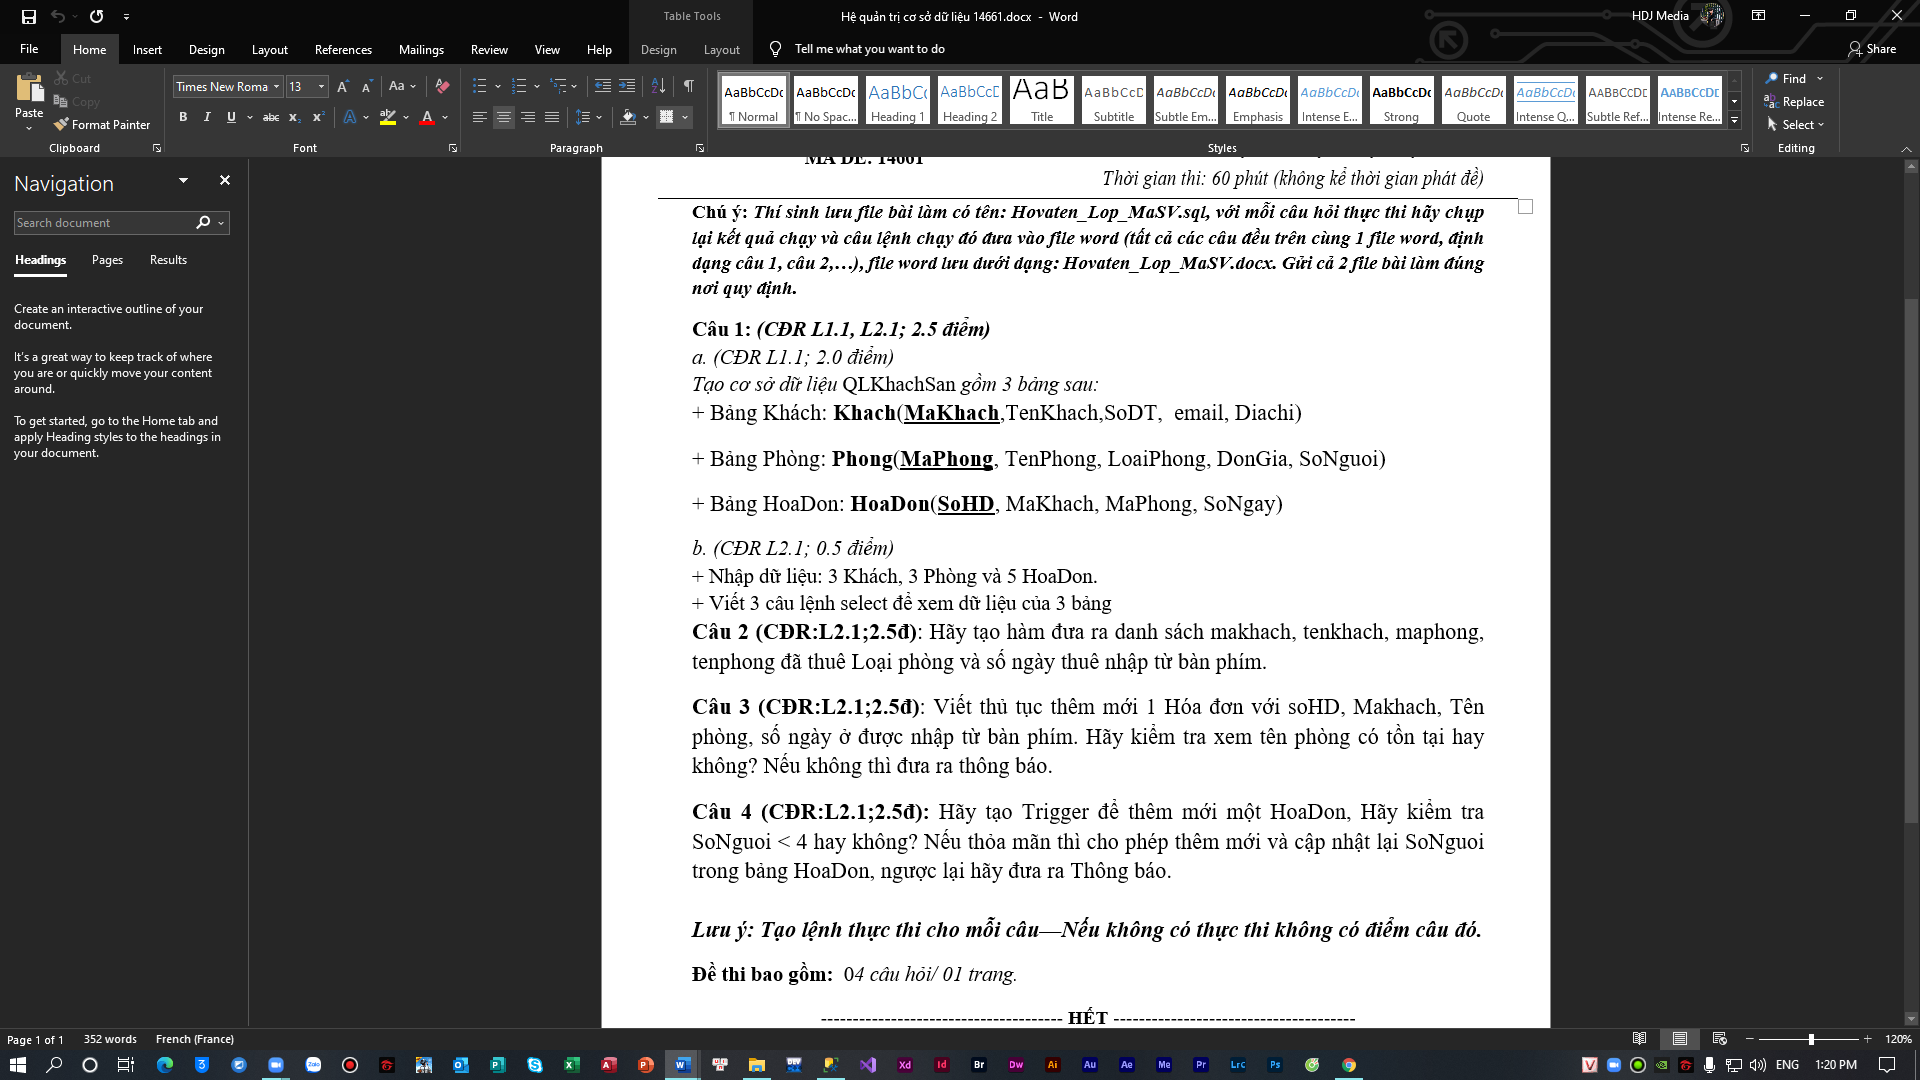 Table Tools
Hệ quản trị cơ sở dữ liệu 14661.docx - Word
HDJ Media
File
Home
Insert
Design
Layout
References
Mailings
Review
View
Help
Design
Layout
Tell me what you want to do
Share
Paste
Cut
Copy
Format Painter
Clipboard
Times New Roma
13
Font
Paragraph
AaBbCcDc
¶ Normal
AaBbCcDc
¶ No Spac...
AaBbCc
Heading 1
AaBbCcD
Heading 2
AaB
Title
AaBbCcD
Subtitle
AaBbCcDc
Subtle Em...
AaBbCcDc
Emphasis
AaBbCcDc
Intense E...
AaBbCcDc
Strong
AaBbCcDc
Quote
AaBbCcDc
Intense Q...
AABBCCDE
Subtle Ref...
AABBCCDE
Intense Re...
Styles
Find
Replace
Select
Editing
Navigation
Search document
Headings
Pages
Results
Create an interactive outline of your
document.
It's a great way to keep track of where
you are or quickly move your content
around.
To get started, go to the Home tab and
apply Heading styles to the headings in
your document.
MÃ ĐỀ: 14661
Thời gian thi: 60 phút (không kể thời gian phát đề)
Chú ý: Thí sinh lưu file bài làm có tên: Hovaten_Lop_MaSV.sql, với mỗi câu hỏi thực thi hãy chụp
lại kết quả chạy và câu lệnh chạy đó đưa vào file word (tất cả các câu đều trên cùng 1 file word, định
dạng câu 1, câu 2,…), file word lưu dưới dạng: Hovaten_Lop_MaSV.docx. Gửi cả 2 file bài làm đúng
nơi quy định.
Câu 1: (CĐR L1.1, L2.1; 2.5 điểm)
a. (CĐR L1.1; 2.0 điểm)
Tạo cơ sở dữ liệu QLKhachSan gồm 3 bảng sau:
+ Bảng Khách: Khach(MaKhach,TenKhach,SoDT, email, Diachi)
+ Bảng Phòng: Phong(MaPhong, TenPhong, LoaiPhong, DonGia, SoNguoi)
+ Bảng HoaDon: HoaDon(SoHD, MaKhach, MaPhong, SoNgay)
b. (CĐR L2.1; 0.5 điểm)
+ Nhập dữ liệu: 3 Khách, 3 Phòng và 5 HoaDon.
+ Viết 3 câu lệnh select để xem dữ liệu của 3 bảng
Câu 2 (CĐR:L2.1;2.5đ): Hãy tạo hàm đưa ra danh sách makhach, tenkhach, maphong,
tenphong đã thuê Loại phòng và số ngày thuê nhập từ bàn phím.
Câu 3 (CĐR:L2.1;2.5đ): Viết thủ tục thêm mới 1 Hóa đơn với soHD, Makhach, Tên
phòng, số ngày ở được nhập từ bàn phím. Hãy kiểm tra xem tên phòng có tồn tại hay
không? Nếu không thì đưa ra thông báo.
Câu 4 (CĐR:L2.1;2.5đ): Hãy tạo Trigger để thêm mới một HoaDon, Hãy kiểm tra
SoNguoi < 4 hay không? Nếu thỏa mãn thì cho phép thêm mới và cập nhật lại SoNguoi
trong bảng HoaDon, ngược lại hãy đưa ra Thông báo.
Lưu ý: Tạo lệnh thực thi cho mỗi câu—Nếu không có thực thi không có điểm câu đó.
Đề thi bao gồm: 04 câu hỏi/ 01 trang.
-------------------------------------- HẾT --------------------------------------
Page 1 of 1
352 words
French (France)
120%
ENG
1:20 PM